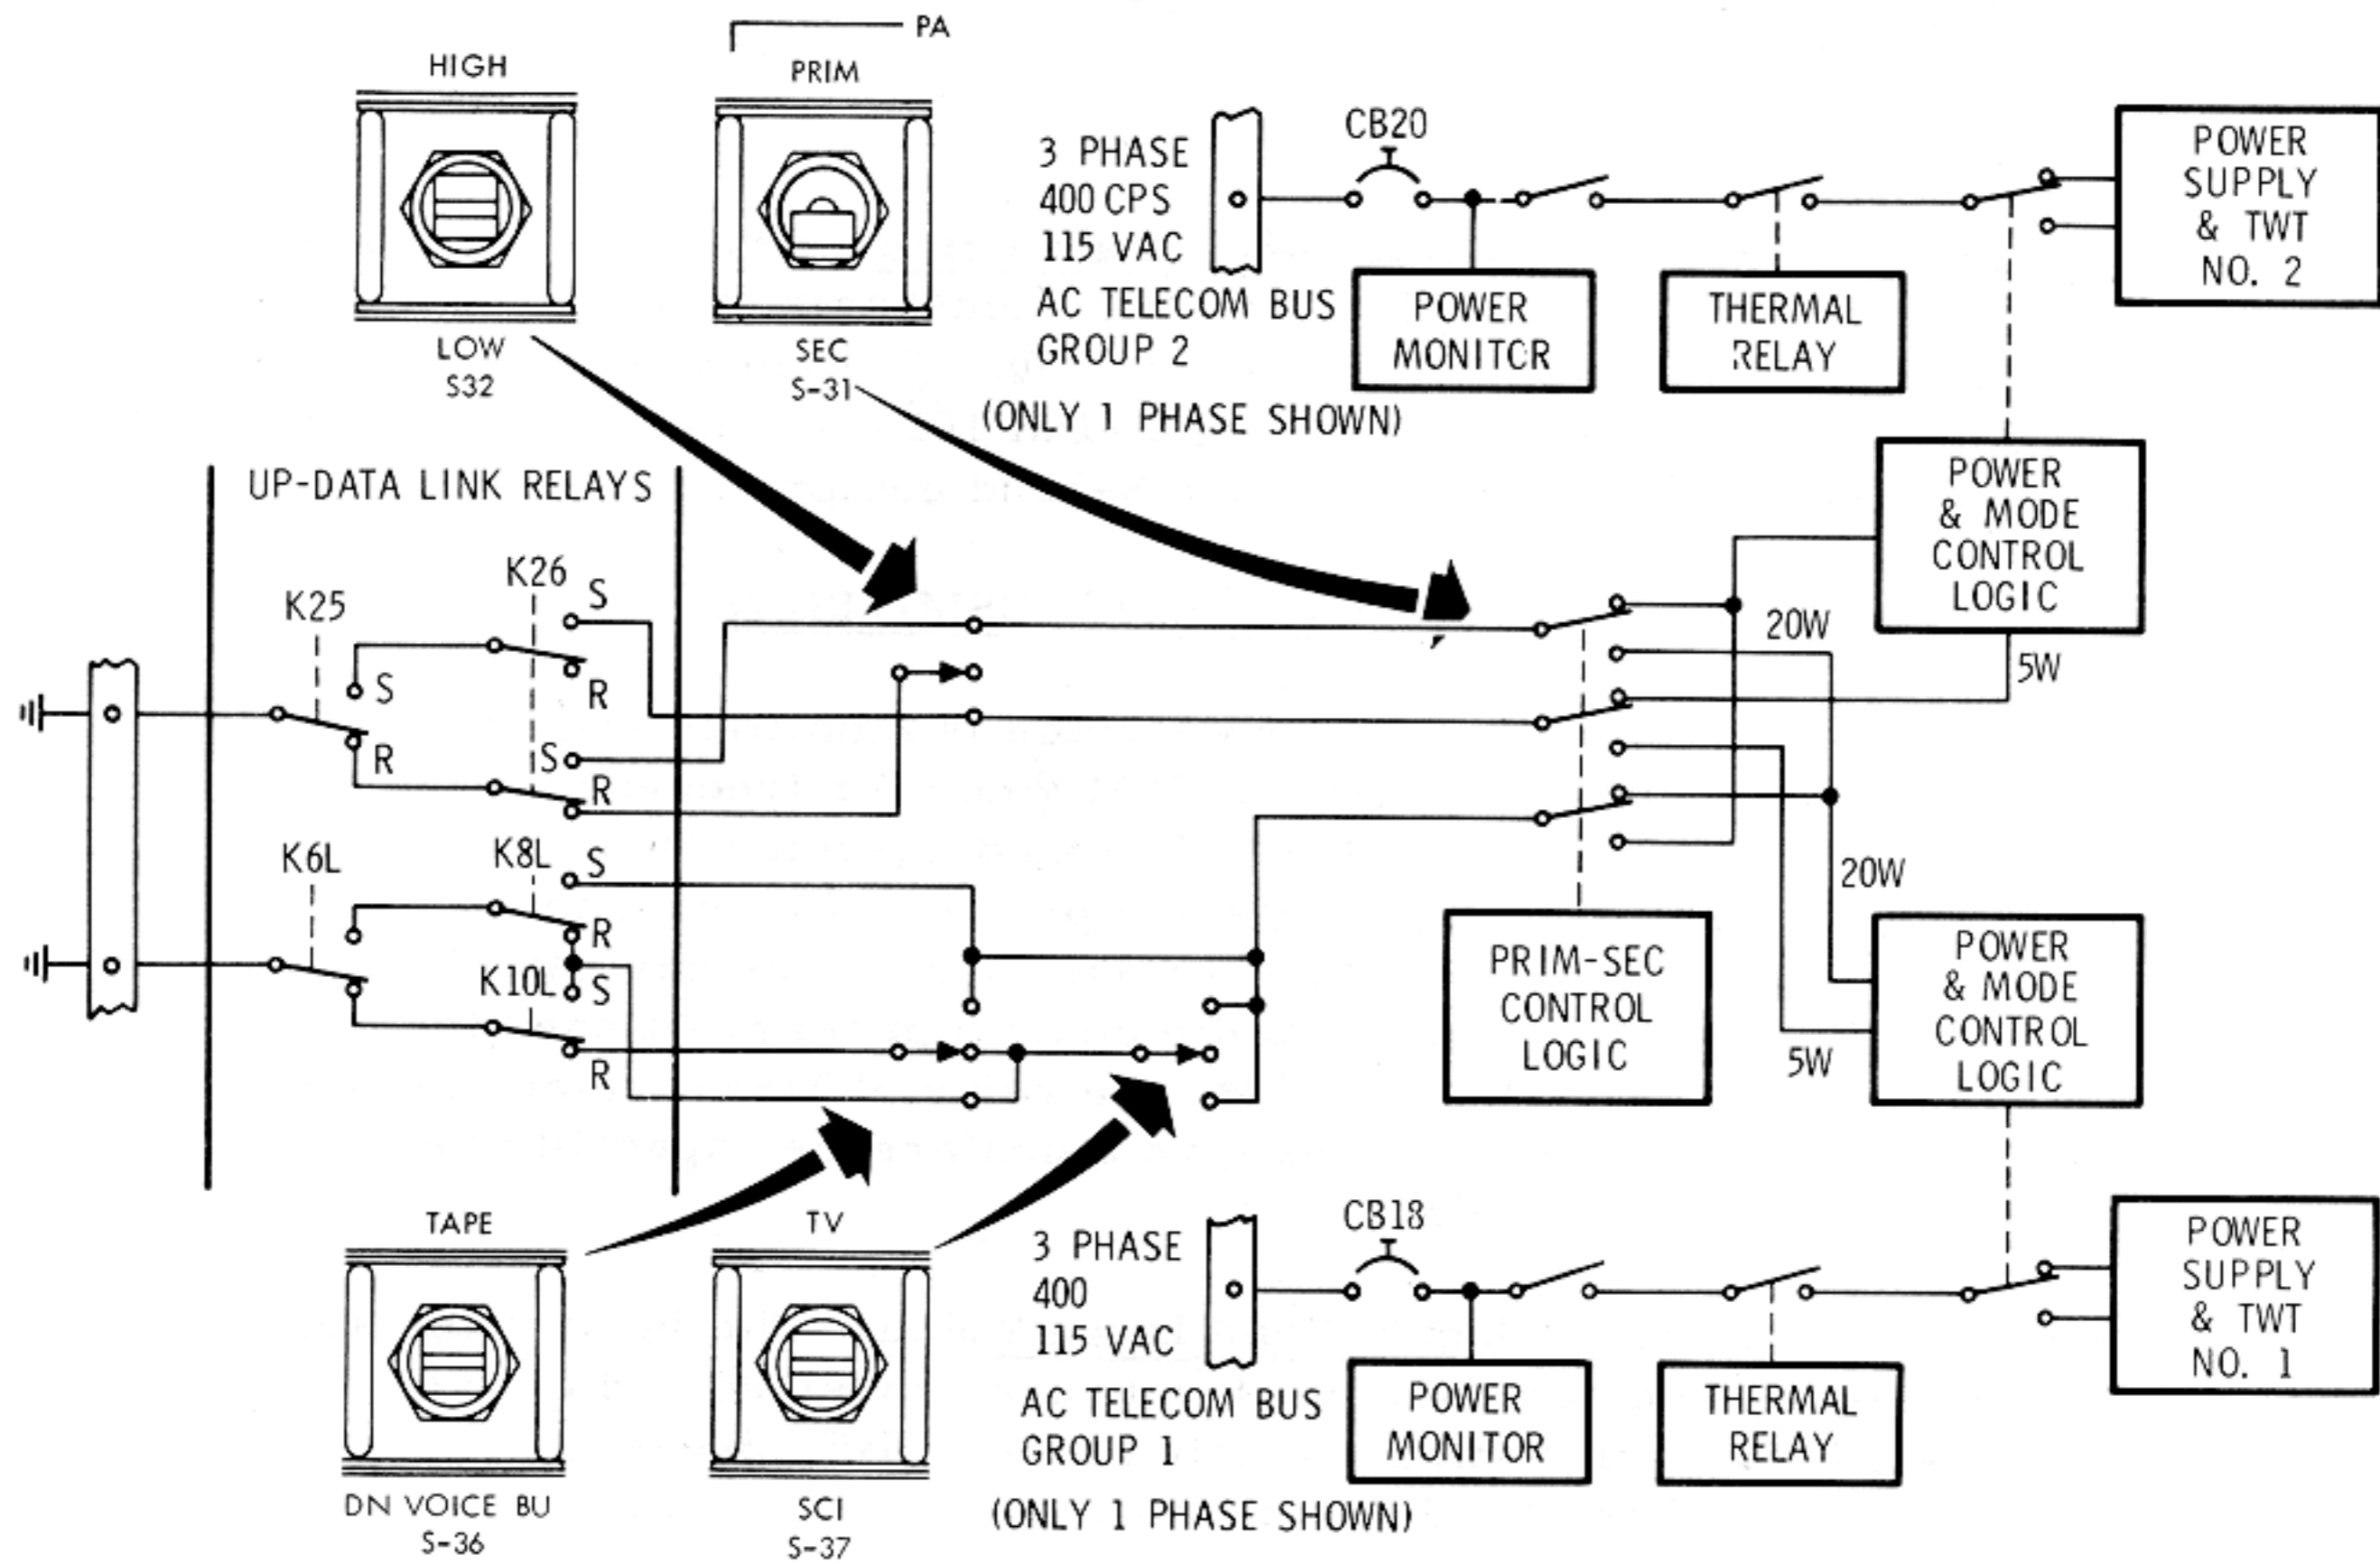 PA
HIGH
PRIM
LOW
S32
SEC
S-31
3 PHASE
400 CPS
115 VAC
AC TELECOM BUS
GROUP 2
(ONLY 1 PHASE SHOWN)
CB20
POWER
MONITOR
THERMAL
RELAY
POWER
SUPPLY
& TWT
NO. 2
UP-DATA LINK RELAYS
K25
S
R
K26
S
R
S
R
K6L
K8L
S
R
K10L
S
R
POWER
& MODE
CONTROL
LOGIC
20W
5W
PRIM-SEC
CONTROL
LOGIC
20W
5W
POWER
& MODE
CONTROL
LOGIC
TAPE
DN VOICE BU
S-36
TV
SCI
S-37
3 PHASE
400
115 VAC
AC TELECOM BUS
GROUP 1
(ONLY 1 PHASE SHOWN)
CB18
POWER
MONITOR
THERMAL
RELAY
POWER
SUPPLY
& TWT
NO. 1